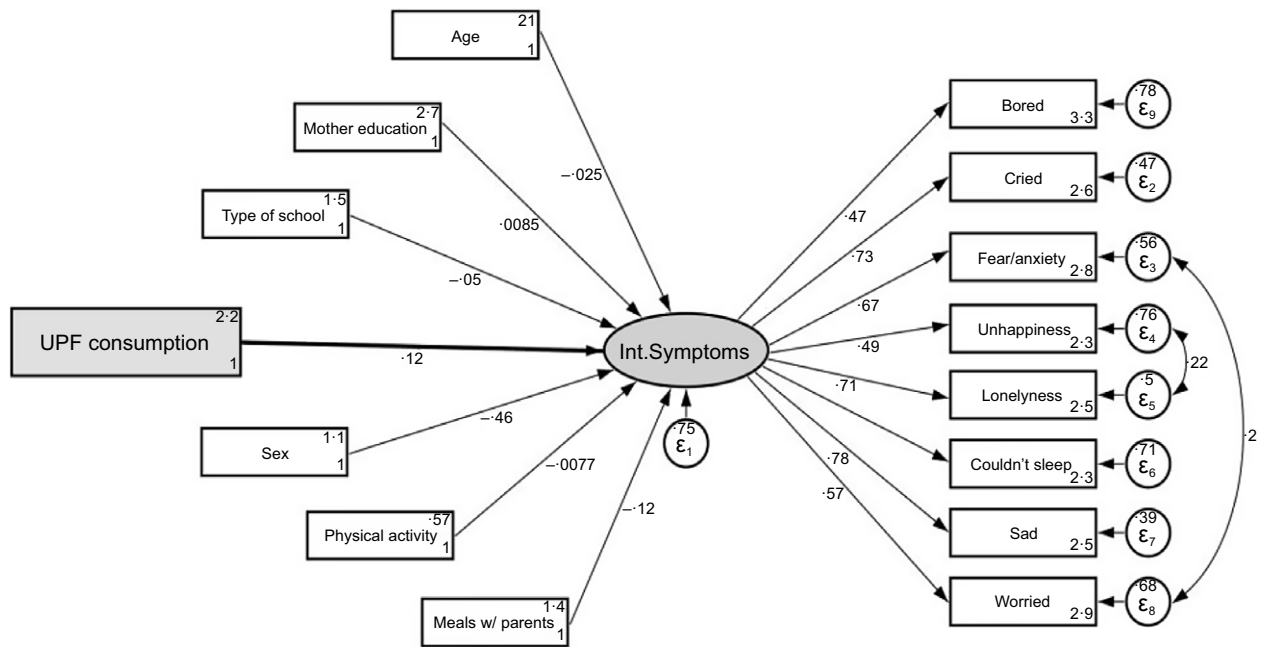 21
Age
1
2·7
Mother education
1
1·5
Type of school
1
2·2
UPF consumption
1
1·1
Sex
1
·57
Physical activity
1
1·4
Meals w/ parents
1
–·025
·0085
–·05
·12
–·46
–·0077
–·12
Int.Symptoms
·75
ε1
·47
·73
·67
·49
·71
·78
·57
Bored
3·3
·78
ε9
Cried
2·6
·47
ε2
Fear/anxiety
2·8
·56
ε3
Unhappiness
2·3
·76
ε4
·22
Lonelyness
2·5
·5
ε5
Couldn't sleep
2·3
·71
ε6
·2
Sad
2·5
·39
ε7
Worried
2·9
·68
ε8